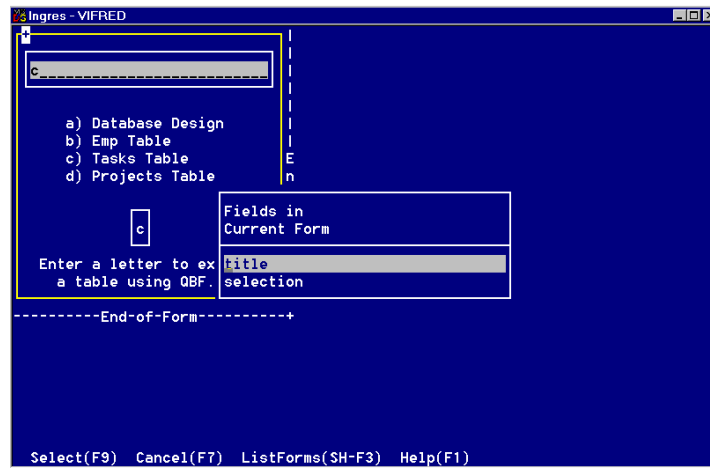 Ingres - VIFRED
+
c__________________________
a) Database Design
b) Emp Table
c) Tasks Table
d) Projects Table
E
n
c
Fields in
Current Form
Enter a letter to ex
a table using QBF.
title
selection
----------End-of-Form----------+
Select(F9) Cancel(F7) ListForms(SH-F3) Help(F1)